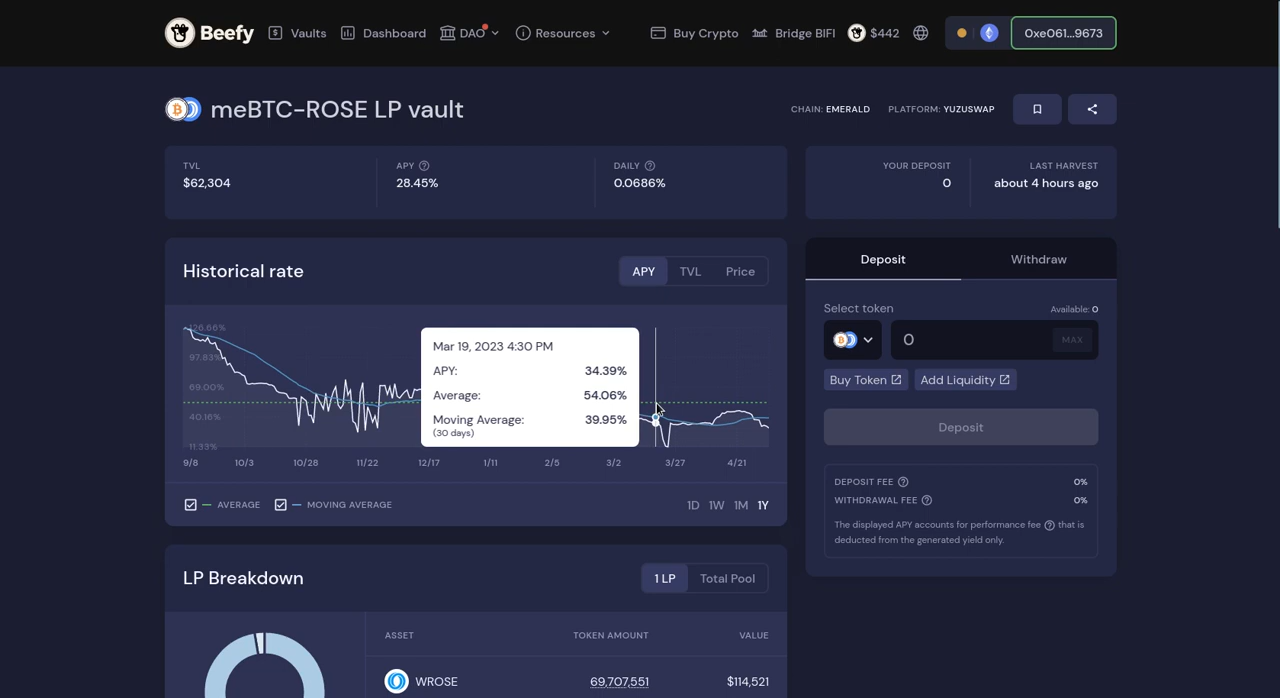 Beefy Vaults Dashboard DAO Resources Buy Crypto Bridge BIFI $442 0xe061...9673
meBTC-ROSE LP vault
CHAIN: EMERALD PLATFORM: YUZUSWAP
TVL
$62,304
APY
28.45%
DAILY
0.0686%
YOUR DEPOSIT
0
LAST HARVEST
about 4 hours ago
Historical rate
APY TVL Price
126.66%
97.83%
69.00%
40.16%
11.33%
Mar 19, 2023 4:30 PM
APY: 34.39%
Average: 54.06%
Moving Average: 39.95%
(30 days)
9/8 10/3 10/28 11/22 12/17 1/11 2/5 3/2 3/27 4/21
AVERAGE MOVING AVERAGE 1D 1W 1M 1Y
Deposit Withdraw
Select token Available: 0
0 MAX
Buy Token Add Liquidity
Deposit
DEPOSIT FEE 0%
WITHDRAWAL FEE 0%
The displayed APY accounts for performance fee that is
deducted from the generated yield only.
LP Breakdown
1 LP Total Pool
ASSET TOKEN AMOUNT VALUE
WROSE 69,707,551 $114,521